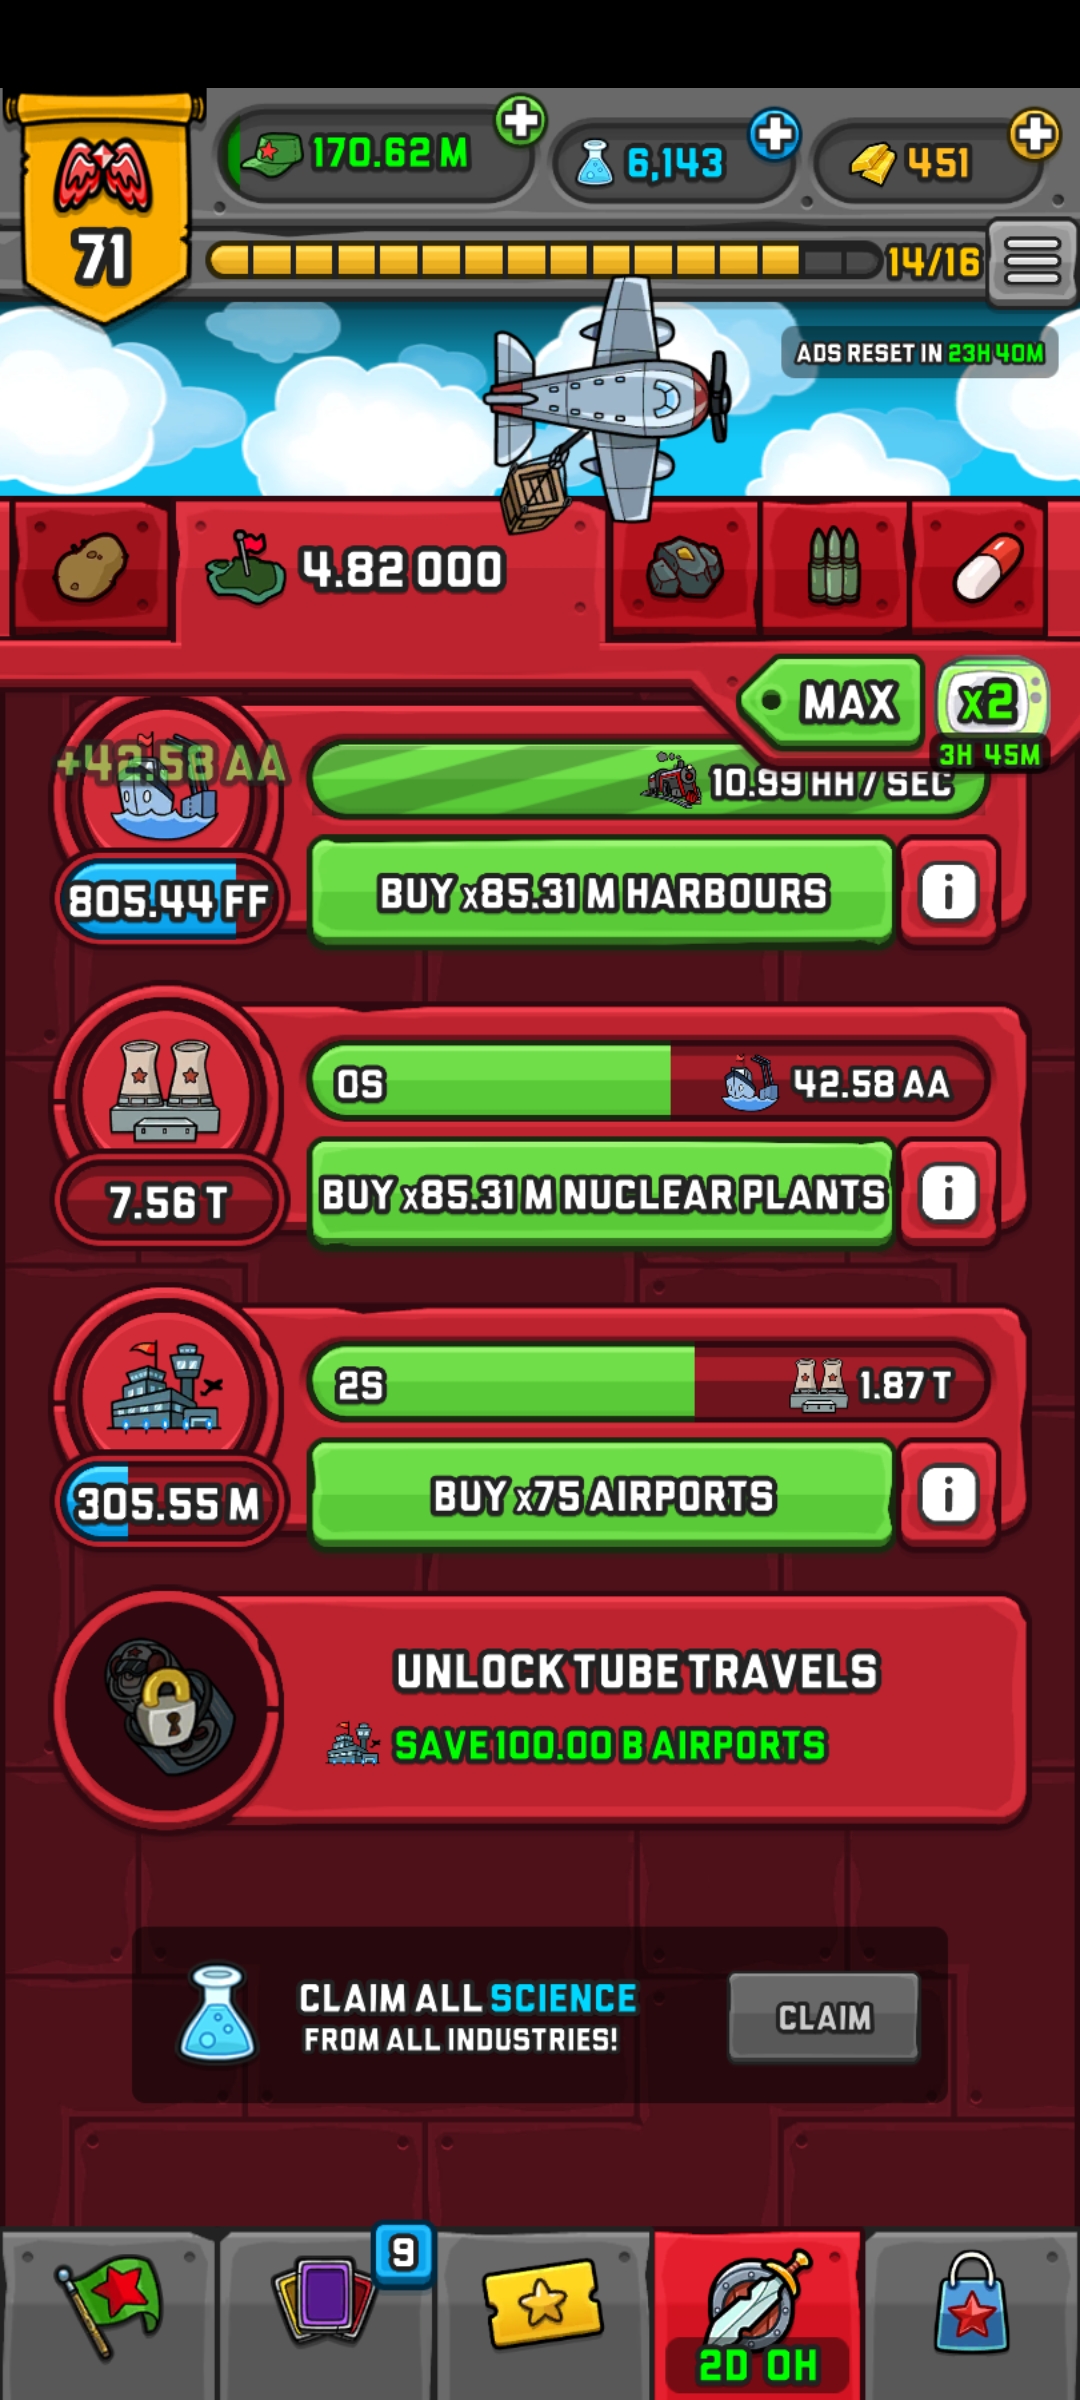 71
170.62 M
6,143
451
14/16
ADS RESET IN 23H 40M
4.82 000
MAX
x2
3H 45M
+42.58 AA
10.99 HH / SEC
805.44 FF
BUY x85.31 M HARBOURS
i
0S
42.58 AA
7.56 T
BUY x85.31 M NUCLEAR PLANTS
i
2S
1.87 T
305.55 M
BUY x75 AIRPORTS
i
UNLOCK TUBE TRAVELS
SAVE 100.00 B AIRPORTS
CLAIM ALL SCIENCE
FROM ALL INDUSTRIES!
CLAIM
9
2D 0H